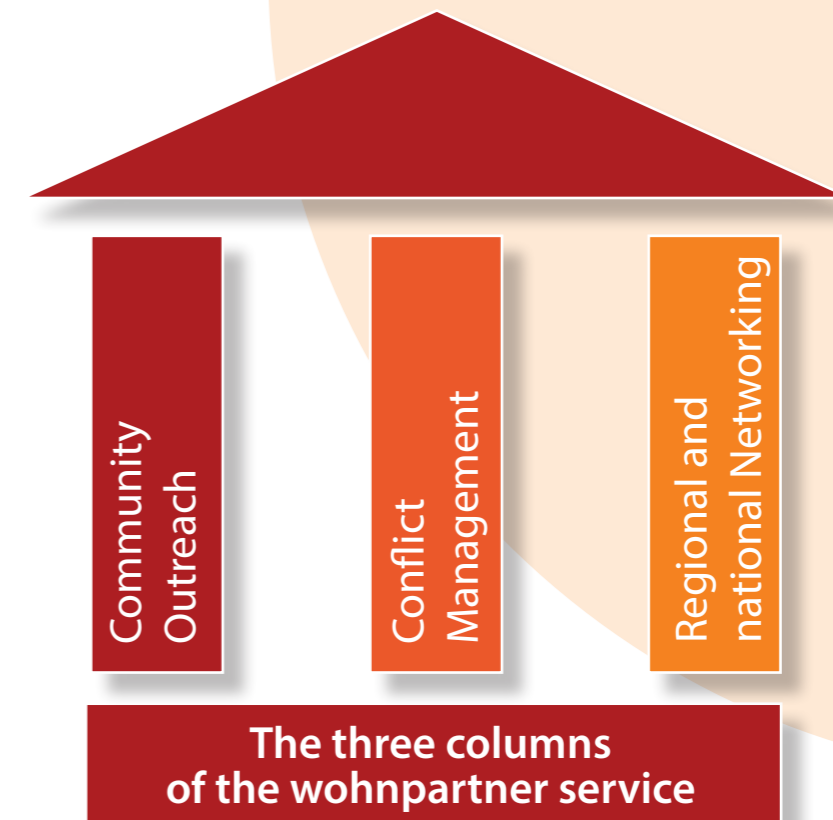 Community
Outreach
Conflict
Management
Regional and
national Networking
The three columns
of the wohnpartner service